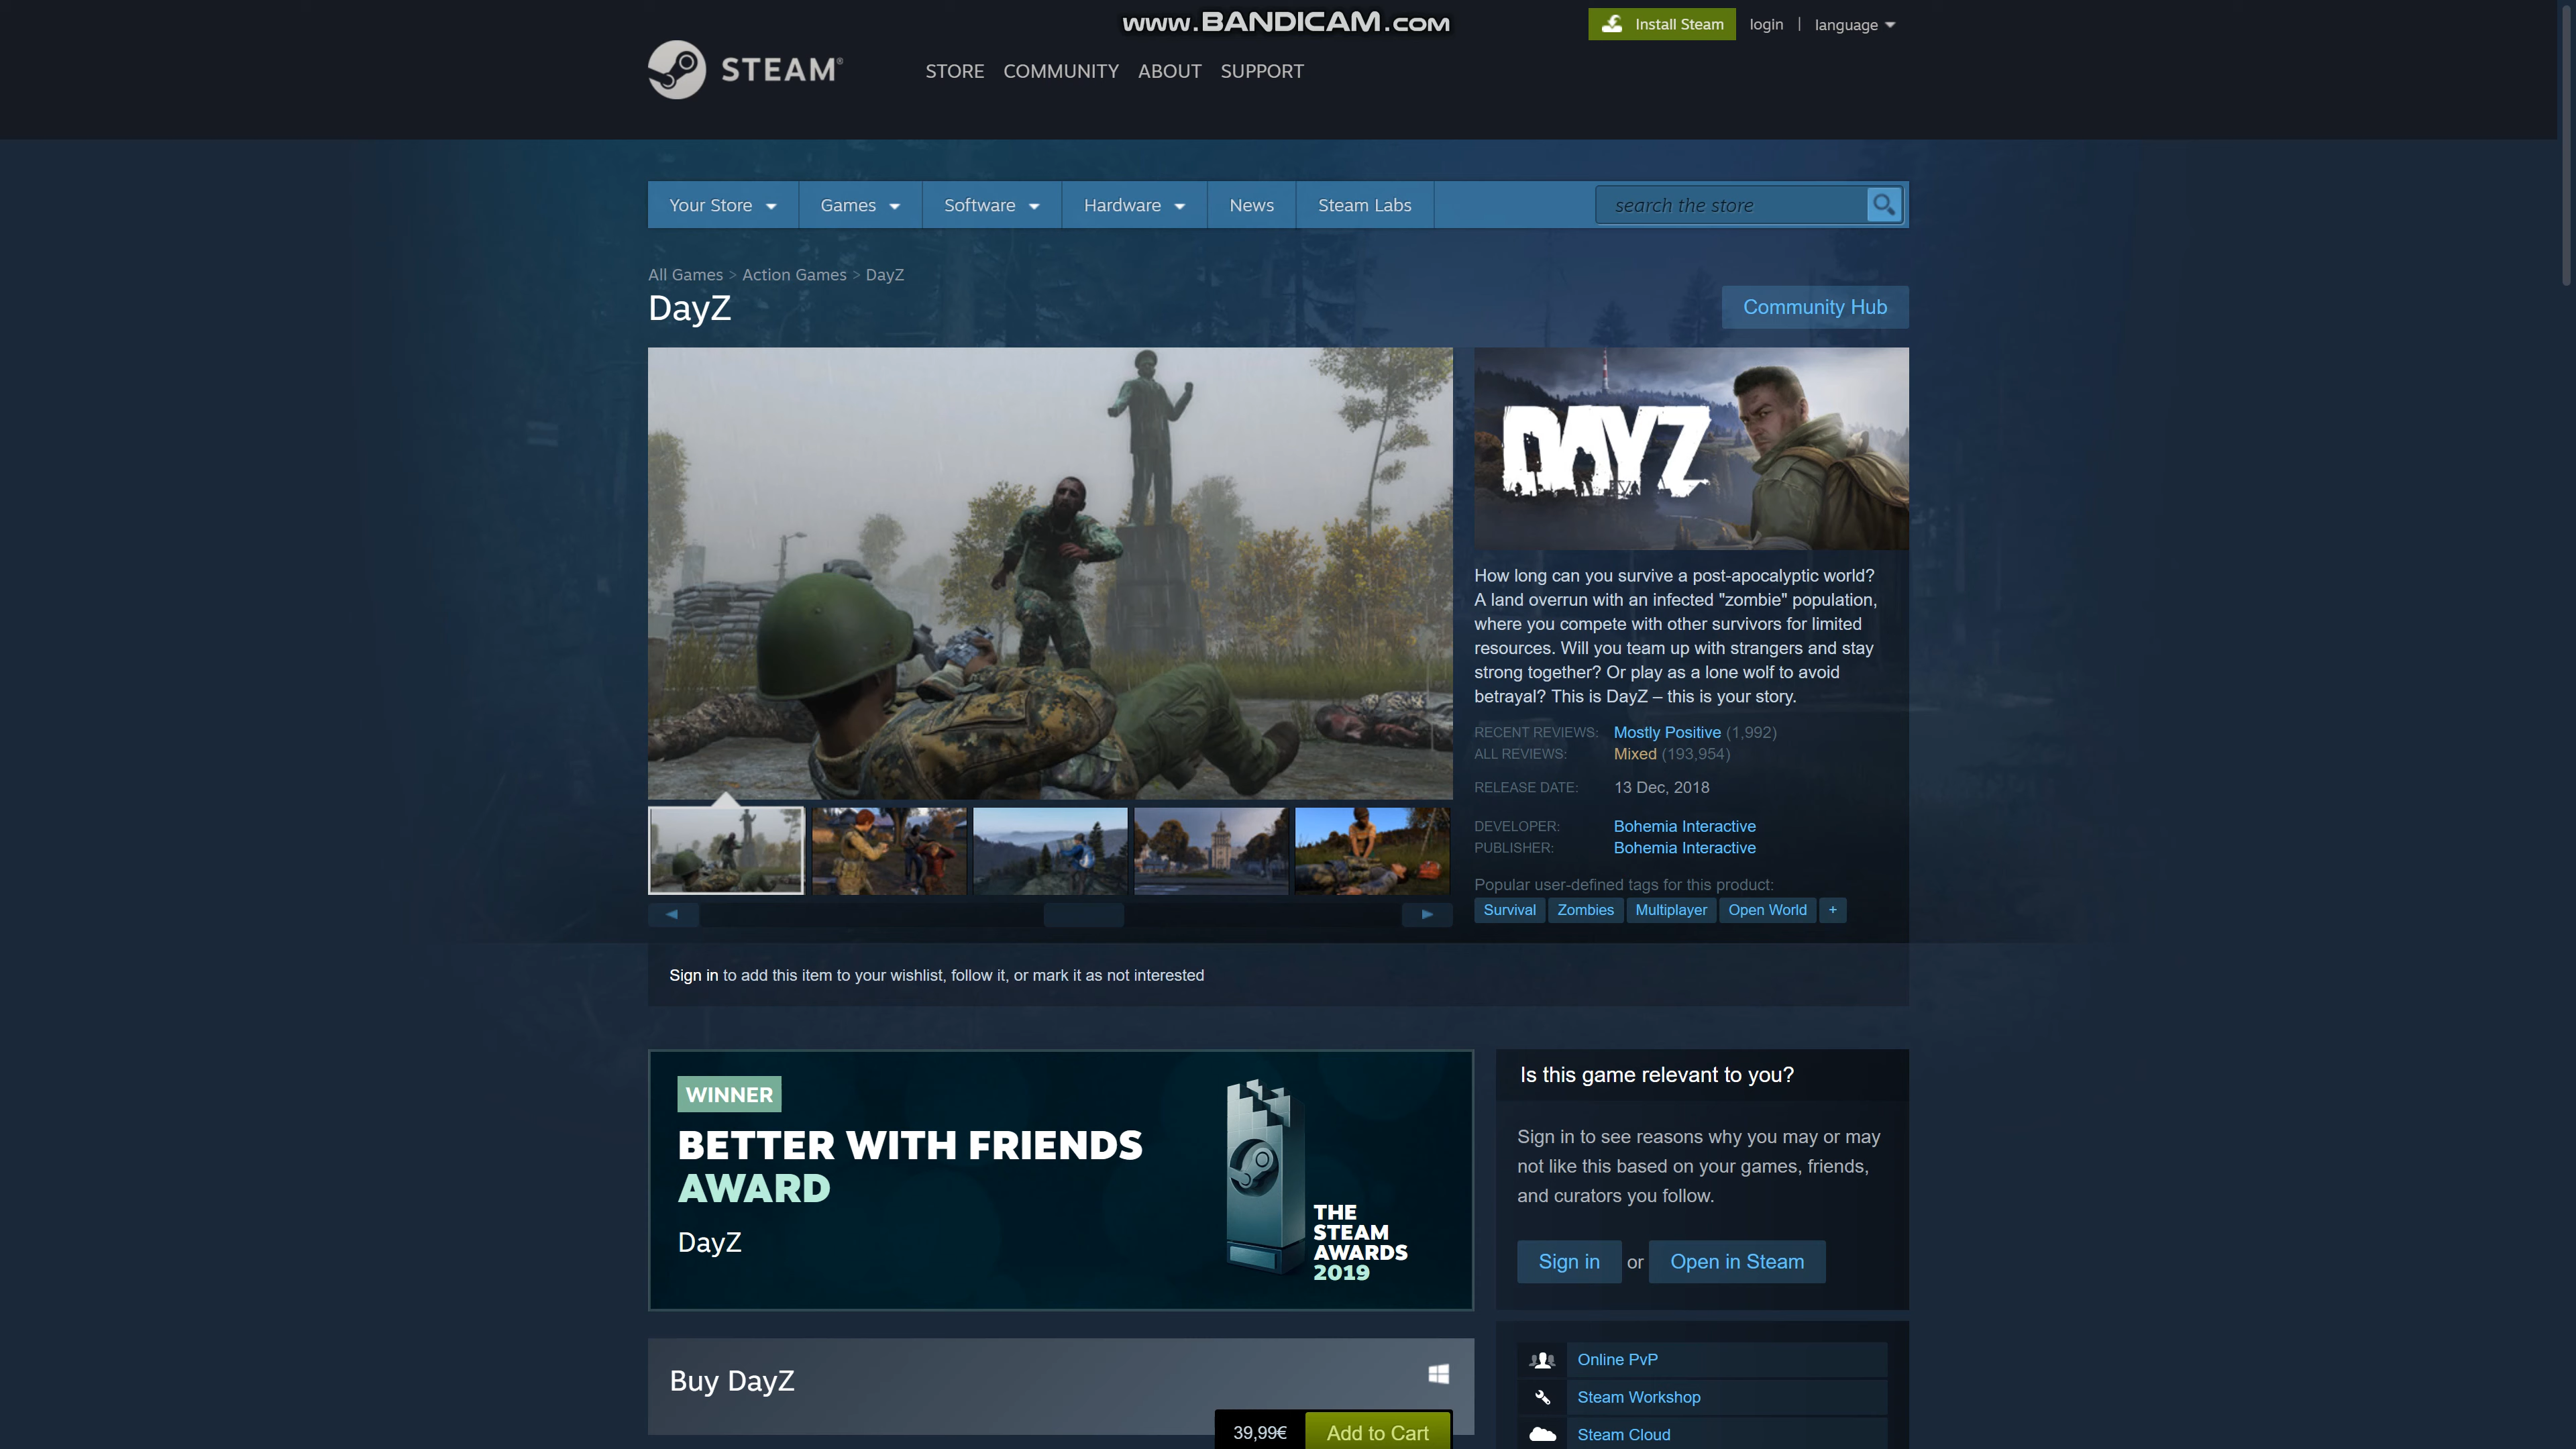 www.BANDICAM.com
Install Steam
login
|
language
STEAM®
STORE
COMMUNITY
ABOUT
SUPPORT
Your Store
Games
Software
Hardware
News
Steam Labs
search the store
All Games > Action Games > DayZ
DayZ
Community Hub
DAYZ
How long can you survive a post-apocalyptic world?
A land overrun with an infected "zombie" population,
where you compete with other survivors for limited
resources. Will you team up with strangers and stay
strong together? Or play as a lone wolf to avoid
betrayal? This is DayZ – this is your story.
RECENT REVIEWS: Mostly Positive (1,992)
ALL REVIEWS: Mixed (193,954)
RELEASE DATE: 13 Dec, 2018
DEVELOPER: Bohemia Interactive
PUBLISHER: Bohemia Interactive
Popular user-defined tags for this product:
Survival
Zombies
Multiplayer
Open World
+
Sign in to add this item to your wishlist, follow it, or mark it as not interested
WINNER
BETTER WITH FRIENDS
AWARD
DayZ
THE
STEAM
AWARDS
2019
Is this game relevant to you?
Sign in to see reasons why you may or may
not like this based on your games, friends,
and curators you follow.
Sign in or Open in Steam
Buy DayZ
39,99€
Add to Cart
Online PvP
Steam Workshop
Steam Cloud